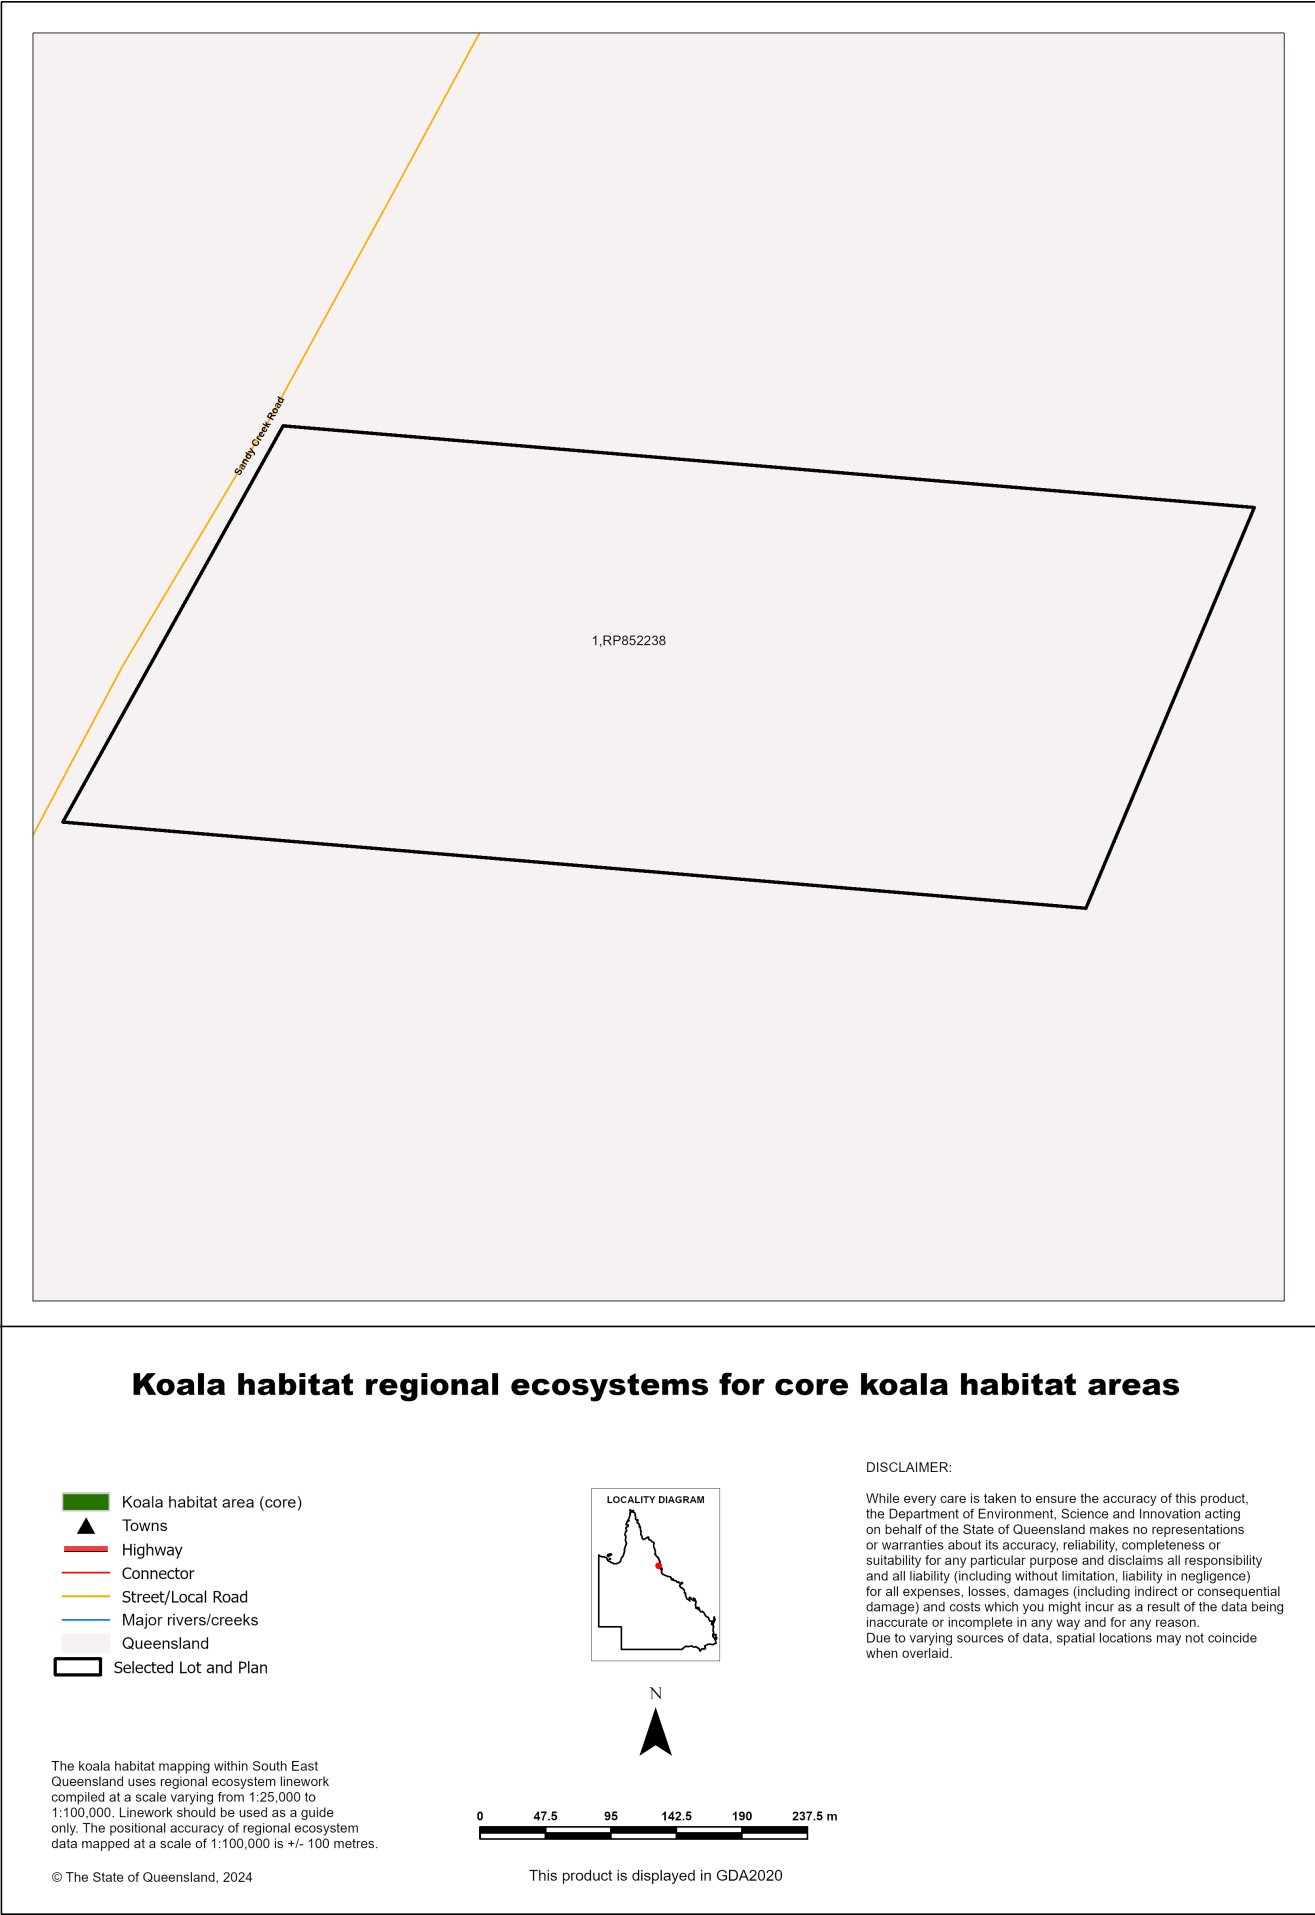 Sandy Creek Road
1,RP852238
Koala habitat regional ecosystems for core koala habitat areas
Koala habitat area (core)
Towns
Highway
Connector
Street/Local Road
Major rivers/creeks
Queensland
Selected Lot and Plan
The koala habitat mapping within South East
Queensland uses regional ecosystem linework
compiled at a scale varying from 1:25,000 to
1:100,000. Linework should be used as a guide
only. The positional accuracy of regional ecosystem
data mapped at a scale of 1:100,000 is +/- 100 metres.
© The State of Queensland, 2024
LOCALITY DIAGRAM
N
0 47.5 95 142.5 190 237.5 m
This product is displayed in GDA2020
DISCLAIMER:
While every care is taken to ensure the accuracy of this product,
the Department of Environment, Science and Innovation acting
on behalf of the State of Queensland makes no representations
or warranties about its accuracy, reliability, completeness or
suitability for any particular purpose and disclaims all responsibility
and all liability (including without limitation, liability in negligence)
for all expenses, losses, damages (including indirect or consequential
damage) and costs which you might incur as a result of the data being
inaccurate or incomplete in any way and for any reason.
Due to varying sources of data, spatial locations may not coincide
when overlaid.